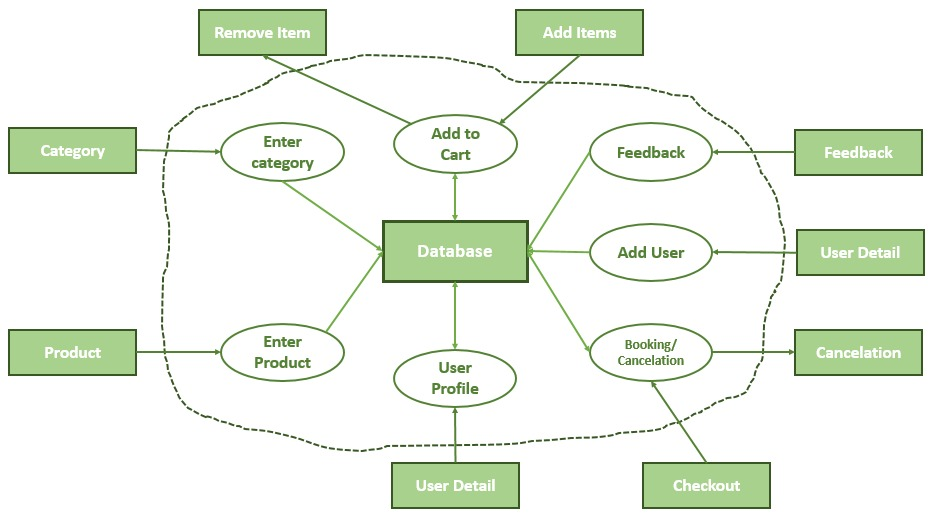 Remove Item
Add Items
Category
Enter
category
Add to
Cart
Feedback
Feedback
Database
Add User
User Detail
Product
Enter
Product
User
Profile
Booking/
Cancelation
Cancelation
User Detail
Checkout